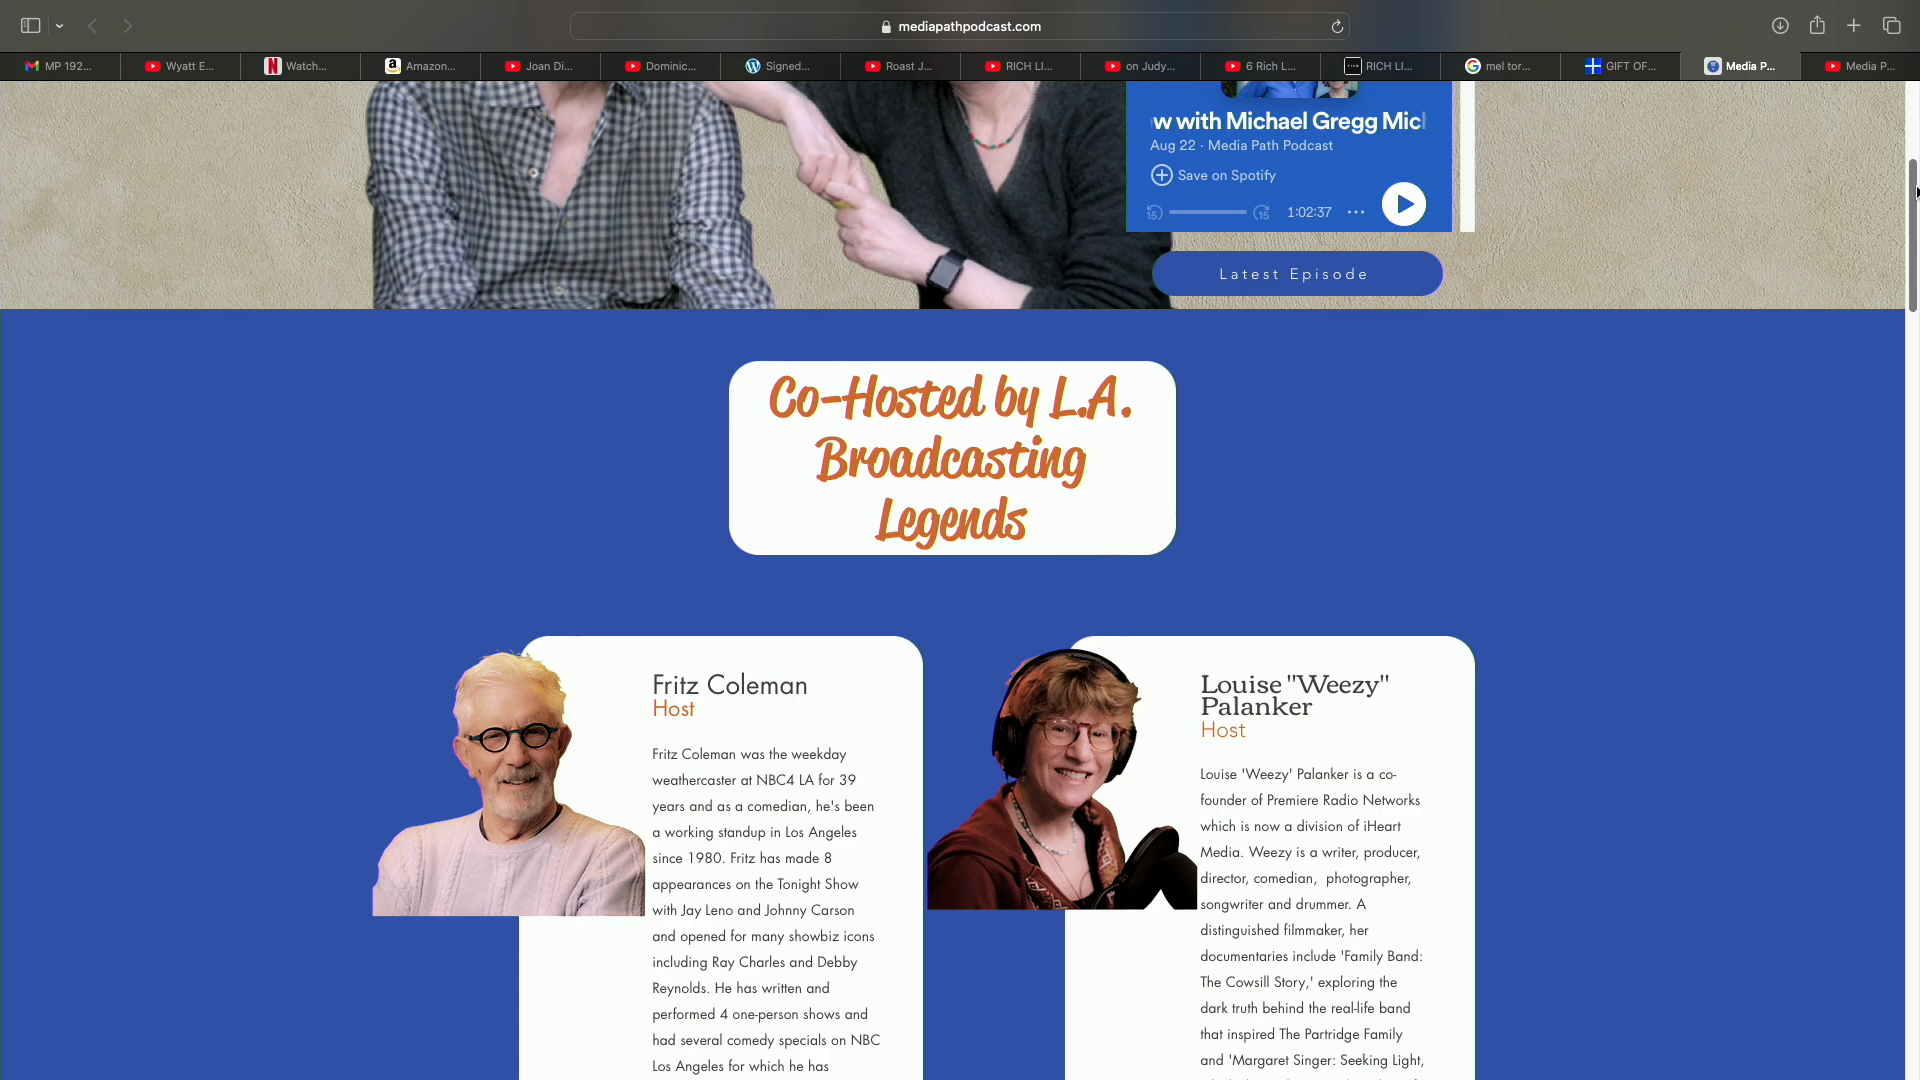 mediapathpodcast.com
MP 192...
Wyatt E...
Watch...
Amazon...
Joan Di...
Dominic...
Signed...
Roast J...
RICH LI...
on Judy...
6 Rich L...
RICH LI...
mel tor...
GIFT OF...
Media P...
Media P...
w with Michael Gregg Mic
Aug 22 · Media Path Podcast
Save on Spotify
15
15
1:02:37
Latest Episode
Co-Hosted by L.A.
Broadcasting
Legends
Fritz Coleman
Host
Fritz Coleman was the weekday
weathercaster at NBC4 LA for 39
years and as a comedian, he's been
a working standup in Los Angeles
since 1980. Fritz has made 8
appearances on the Tonight Show
with Jay Leno and Johnny Carson
and opened for many showbiz icons
including Ray Charles and Debby
Reynolds. He has written and
performed 4 one-person shows and
had several comedy specials on NBC
Los Angeles for which he has
Louise "Weezy"
Palanker
Host
Louise 'Weezy' Palanker is a co-
founder of Premiere Radio Networks
which is now a division of iHeart
Media. Weezy is a writer, producer,
director, comedian, photographer,
songwriter and drummer. A
distinguished filmmaker, her
documentaries include 'Family Band:
The Cowsill Story,' exploring the
dark truth behind the real-life band
that inspired The Partridge Family
and 'Margaret Singer: Seeking Light,